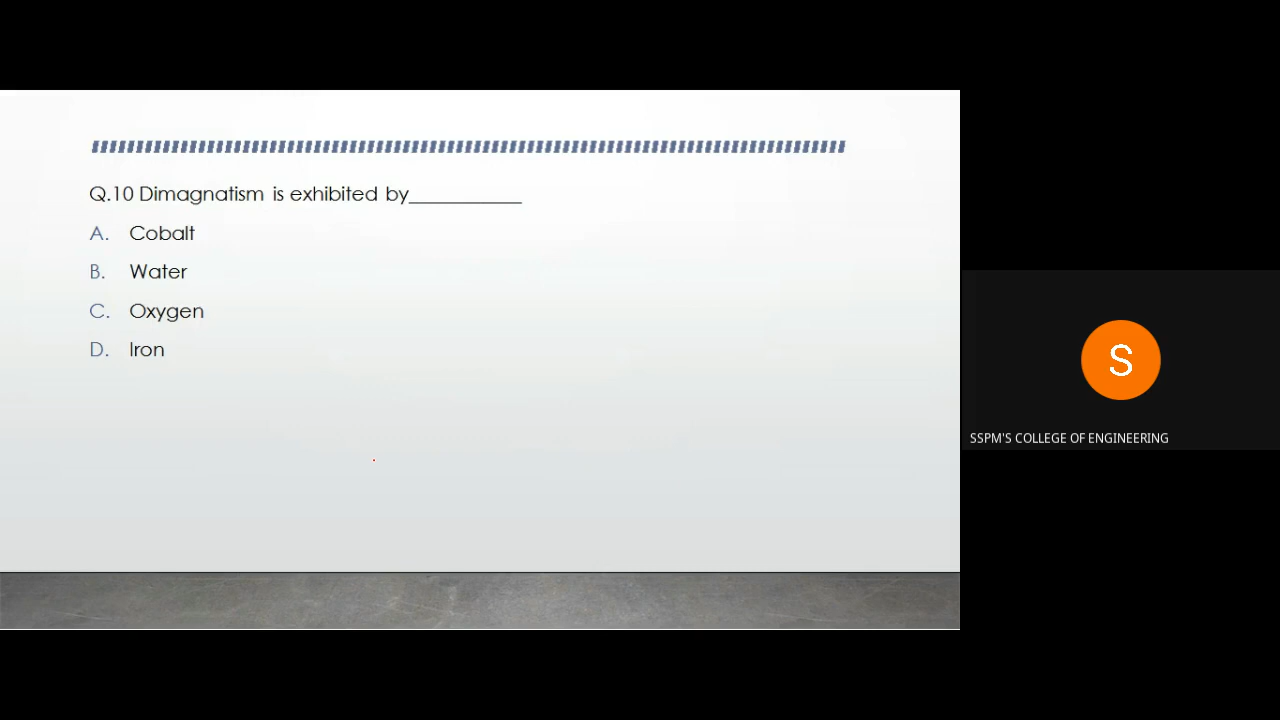 Q.10 Dimagnatism is exhibited by___________
A. Cobalt
B. Water
C. Oxygen
D. Iron
S
SSPM'S COLLEGE OF ENGINEERING